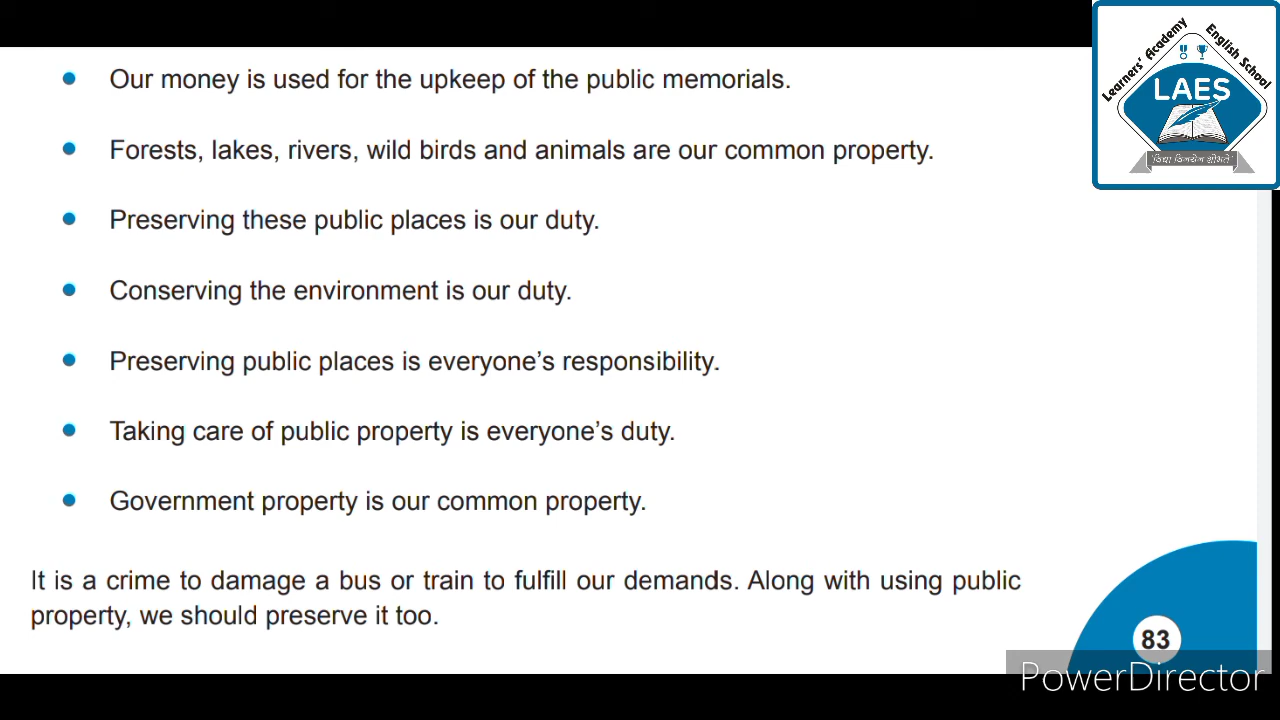 Learners' Academy English School
LAES
विद्या विनयेन शोभते
Our money is used for the upkeep of the public memorials.
Forests, lakes, rivers, wild birds and animals are our common property.
Preserving these public places is our duty.
Conserving the environment is our duty.
Preserving public places is everyone's responsibility.
Taking care of public property is everyone's duty.
Government property is our common property.
It is a crime to damage a bus or train to fulfill our demands. Along with using public
property, we should preserve it too.
83
PowerDirector